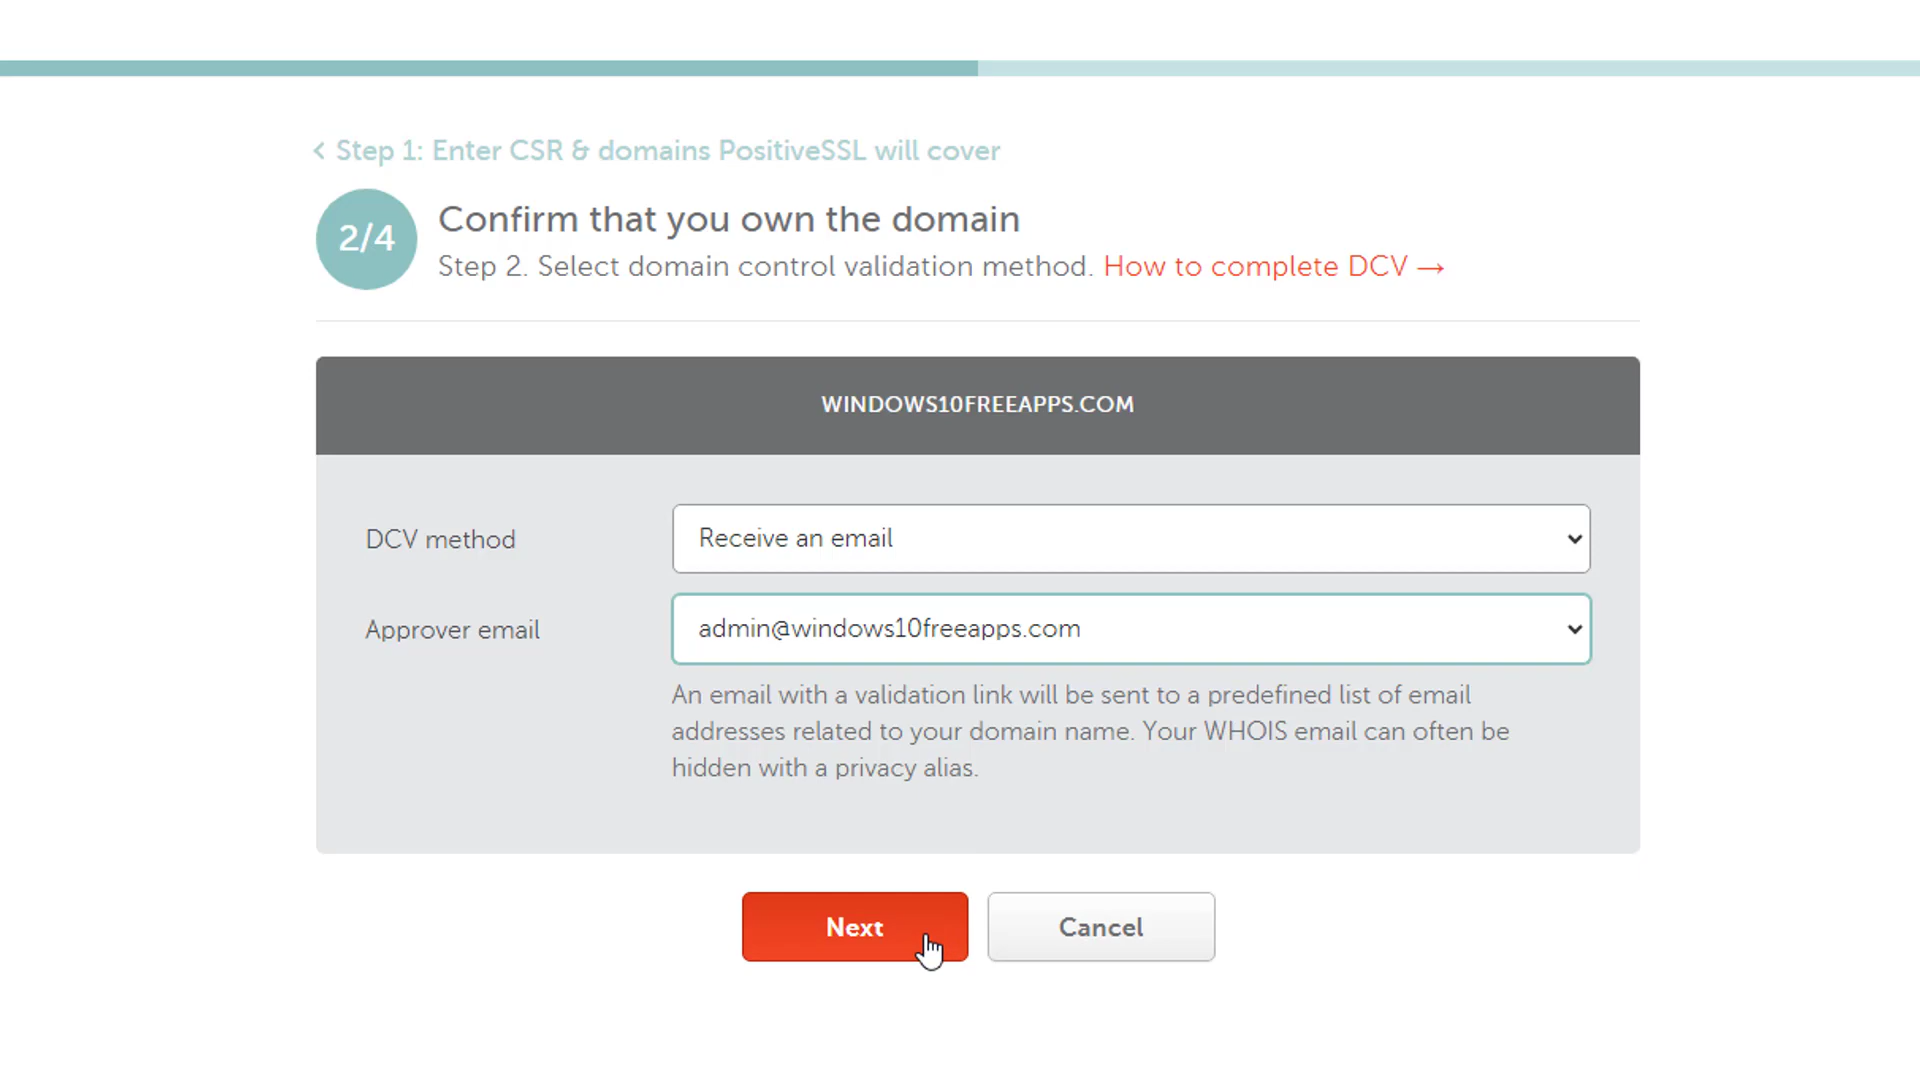 < Step 1: Enter CSR & domains PositiveSSL will cover
2/4
Confirm that you own the domain
Step 2. Select domain control validation method. How to complete DCV →
WINDOWS10FREEAPPS.COM
DCV method
Receive an email
Approver email
admin@windows10freeapps.com
An email with a validation link will be sent to a predefined list of email
addresses related to your domain name. Your WHOIS email can often be
hidden with a privacy alias.
Next
Cancel